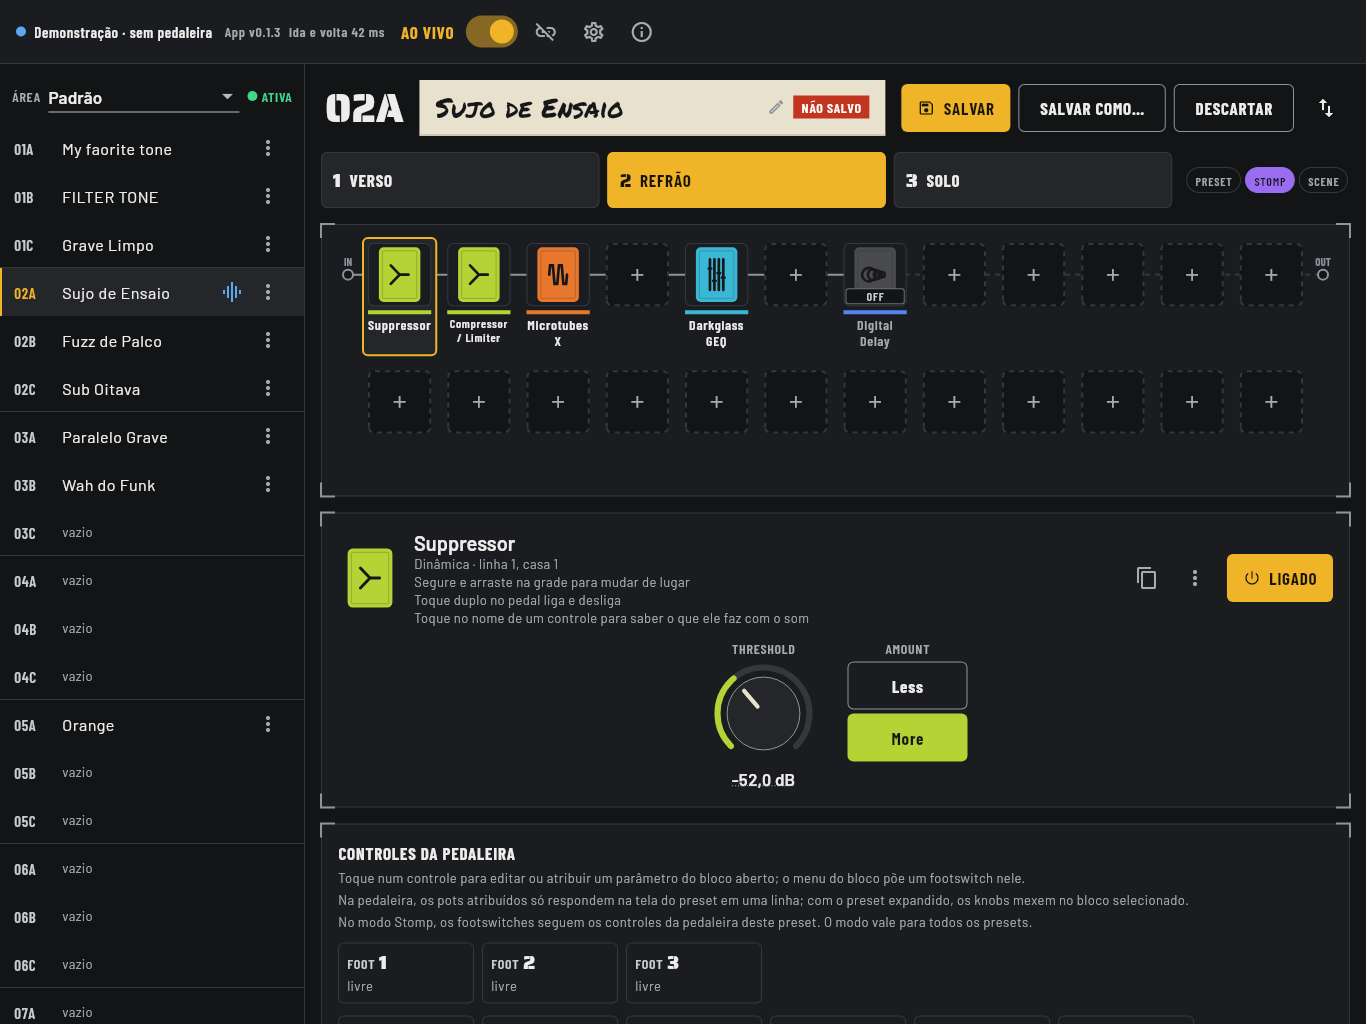 Demonstração · sem pedaleira App v0.1.3 Ida e volta 42 ms AO VIVO
ÁREA Padrão ATIVA
01A My faorite tone
01B FILTER TONE
01C Grave Limpo
02A Sujo de Ensaio
02B Fuzz de Palco
02C Sub Oitava
03A Paralelo Grave
03B Wah do Funk
03C vazio
04A vazio
04B vazio
04C vazio
05A Orange
05B vazio
05C vazio
06A vazio
06B vazio
06C vazio
07A vazio
02A Sujo de Ensaio NÃO SALVO SALVAR SALVAR COMO... DESCARTAR
1 VERSO 2 REFRÃO 3 SOLO PRESET STOMP SCENE
IN OUT
OFF
Suppressor Compressor / Limiter Microtubes X Darkglass GEQ Digital Delay
Suppressor
Dinâmica · linha 1, casa 1
Segure e arraste na grade para mudar de lugar
Toque duplo no pedal liga e desliga
Toque no nome de um controle para saber o que ele faz com o som
LIGADO
THRESHOLD AMOUNT
Less
More
-52,0 dB
CONTROLES DA PEDALEIRA
Toque num controle para editar ou atribuir um parâmetro do bloco aberto; o menu do bloco põe um footswitch nele.
Na pedaleira, os pots atribuídos só respondem na tela do preset em uma linha; com o preset expandido, os knobs mexem no bloco selecionado.
No modo Stomp, os footswitches seguem os controles da pedaleira deste preset. O modo vale para todos os presets.
FOOT 1 FOOT 2 FOOT 3
livre livre livre